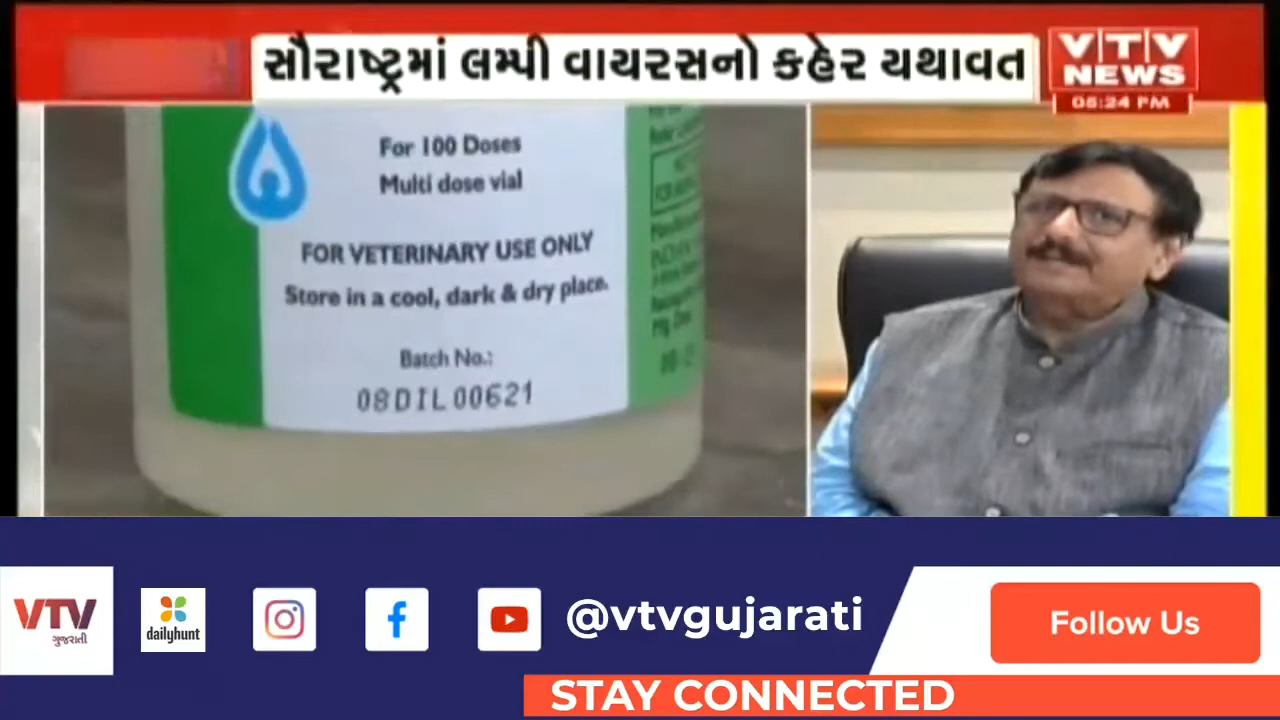 સૌરાષ્ટ્રમાં લમ્પી વાયરસનો કહેર યથાવત
VTV
NEWS
06:24 PM
For 100 Doses
Multi dose vial
FOR VETERINARY USE ONLY
Store in a cool, dark & dry place.
Batch No.:
08DIL00621
VTV
ગુજરાતી
dailyhunt
@vtvgujarati
Follow Us
STAY CONNECTED